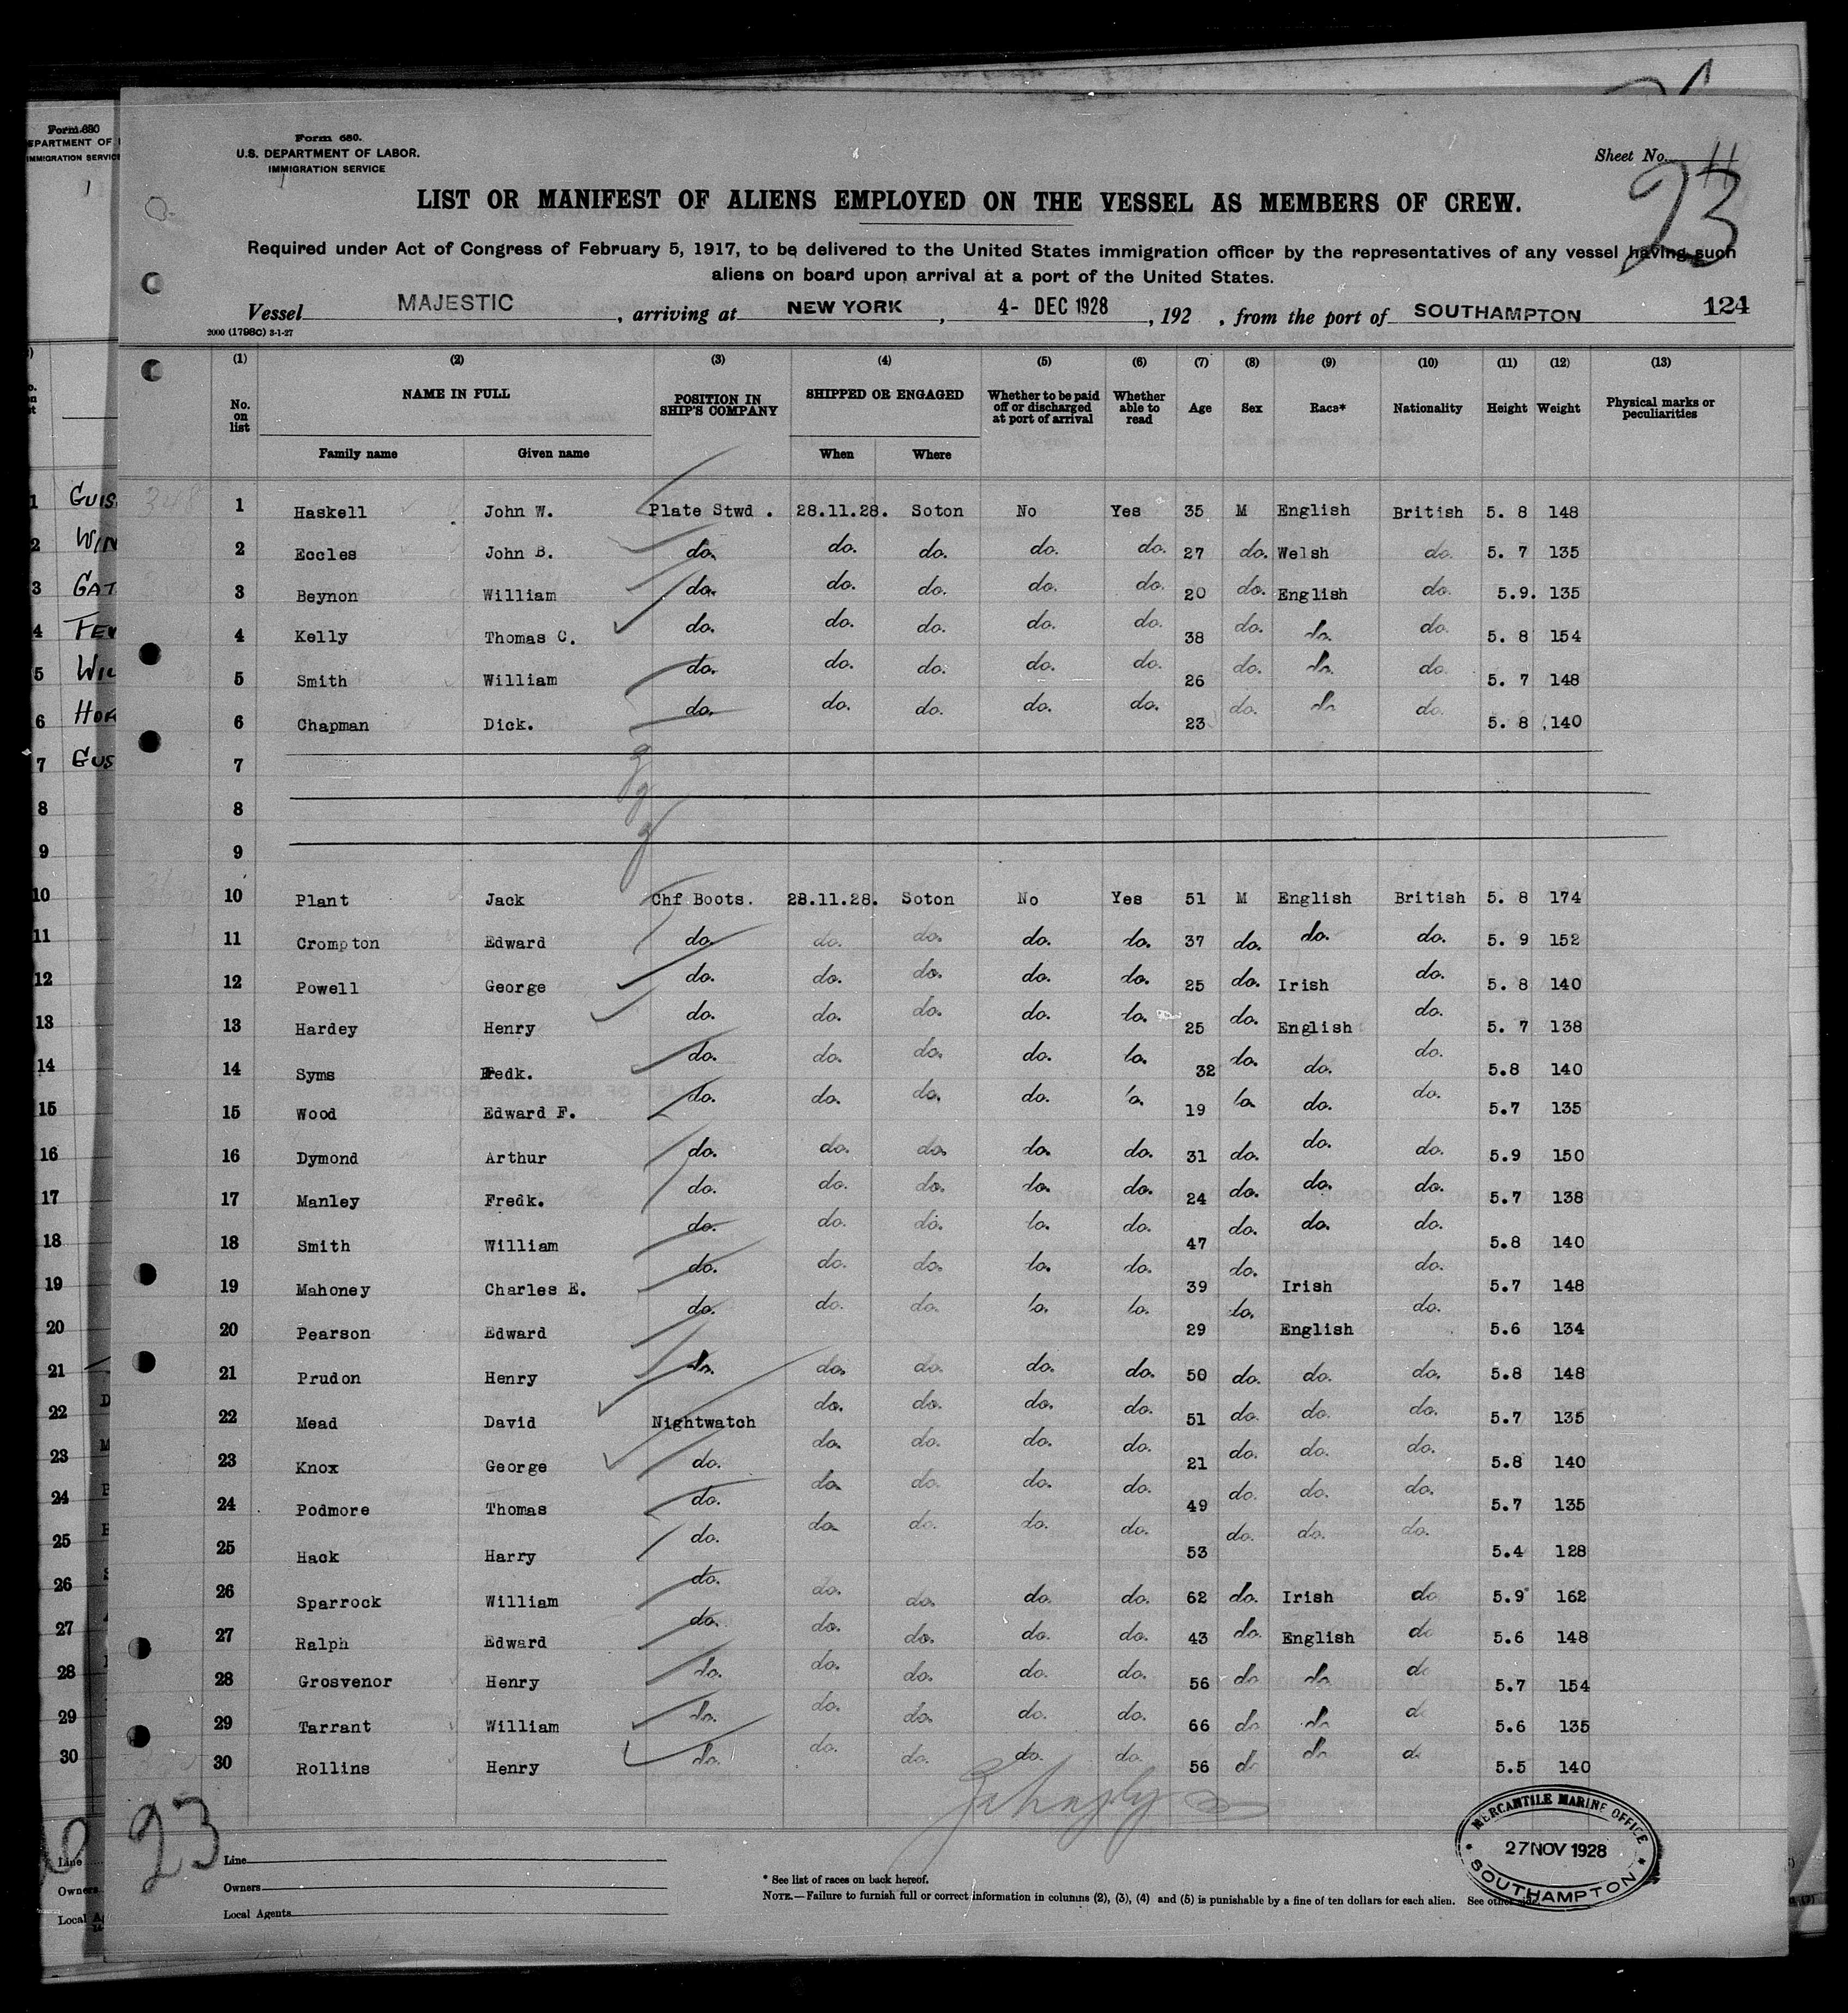 Form 680.
U.S. DEPARTMENT OF LABOR.
IMMIGRATION SERVICE
Sheet No. 11
23
LIST OR MANIFEST OF ALIENS EMPLOYED ON THE VESSEL AS MEMBERS OF CREW.
Required under Act of Congress of February 5, 1917, to be delivered to the United States immigration officer by the representatives of any vessel having such
aliens on board upon arrival at a port of the United States.
Vessel MAJESTIC, arriving at NEW YORK, 4- DEC 1928, 192 , from the port of SOUTHAMPTON 124
2000 (1798c) 3-1-27
(1) (2) (3) (4) (5) (6) (7) (8) (9) (10) (11) (12) (13)
No. on list NAME IN FULL POSITION IN SHIP'S COMPANY SHIPPED OR ENGAGED Whether to be paid off or discharged at port of arrival Whether able to read Age Sex Race* Nationality Height Weight Physical marks or peculiarities
Family name Given name When Where
1 Haskell John W. Plate Stwd . 28.11.28. Soton No Yes 35 M English British 5. 8 148
2 Eccles John B. do. do. do. do. do. 27 do. Welsh do. 5. 7 135
3 Beynon William do. do. do. do. do. 20 do. English do. 5.9. 135
4 Kelly Thomas C. do. do. do. do. do. 38 do. do. do. 5. 8 154
5 Smith William do. do. do. do. do. 26 do. do. do. 5. 7 148
6 Chapman Dick. do. do. do. do. do. 23 do. do do. 5. 8 140
7
8
9
10 Plant Jack Chf Boots. 28.11.28. Soton No Yes 51 M English British 5. 8 174
11 Crompton Edward do. do. do. do. do. 37 do. do. do. 5. 9 152
12 Powell George do. do. do. do. do. 25 do. Irish do. 5. 8 140
13 Hardey Henry do. do. do. do. do. 25 do. English do. 5. 7 138
14 Syms Fredk. do. do. do. do. do. 32 do. do. do. 5.8 140
15 Wood Edward F. do. do. do. do. do. 19 do. do. do. 5.7 135
16 Dymond Arthur do. do. do. do. do. 31 do. do. do. 5.9 150
17 Manley Fredk. do. do. do. do. do. 24 do. do. do. 5.7 138
18 Smith William do. do. do. do. do. 47 do. do. do. 5.8 140
19 Mahoney Charles E. do. do. do. do. do. 39 do. Irish do. 5.7 148
20 Pearson Edward do. do. do. do. do. 29 do. English do. 5.6 134
21 Prudon Henry do. do. do. do. do. 50 do. do. do. 5.8 148
22 Mead David Nightwatch do. do. do. do. 51 do. do. do. 5.7 135
23 Knox George do. do. do. do. do. 21 do. do. do. 5.8 140
24 Podmore Thomas do. do. do. do. do. 49 do. do. do. 5.7 135
25 Hack Harry do. do. do. do. do. 53 do. do. do. 5.4 128
26 Sparrock William do. do. do. do. do. 62 do. Irish do 5.9 162
27 Ralph Edward do. do. do. do. do. 43 do. English do 5.6 148
28 Grosvenor Henry do. do. do. do. do. 56 do do d 5.7 154
29 Tarrant William do. do. do. do. do. 66 do do d 5.6 135
30 Rollins Henry do. do. do. do. do. 56 d do d 5.5 140
23
Line
Owners
Local Agents
* See list of races on back hereof.
NOTE.—Failure to furnish full or correct information in columns (2), (3), (4) and (5) is punishable by a fine of ten dollars for each alien. See other side.
MERCANTILE MARINE OFFICE
27 NOV 1928
SOUTHAMPTON